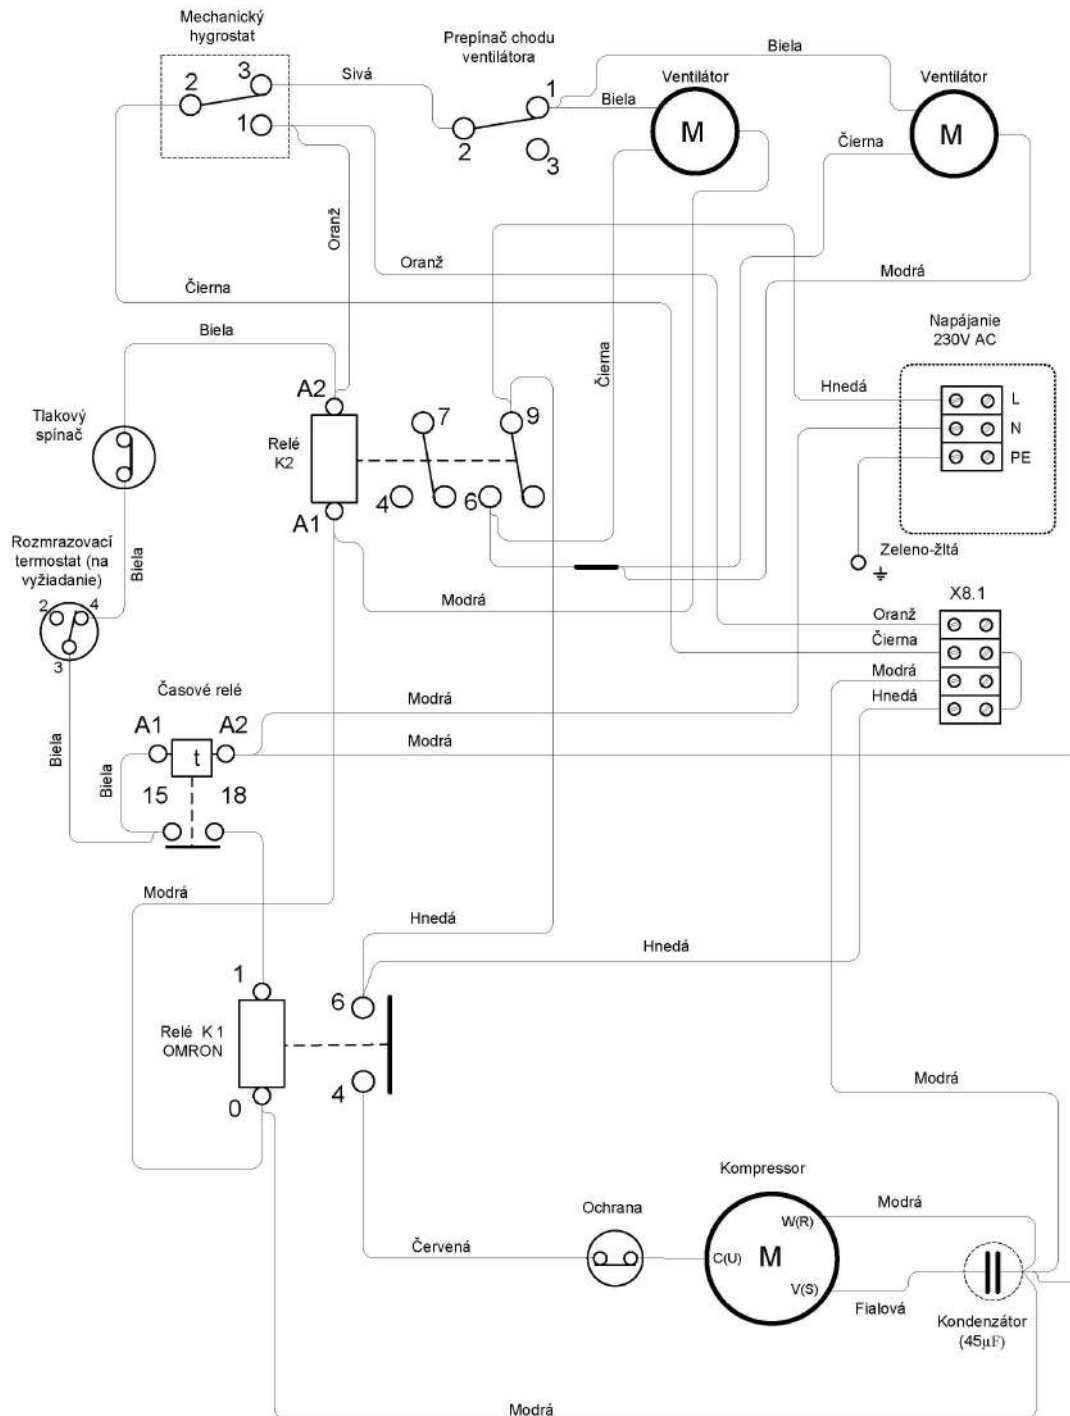 Mechanický
hygrostat
Prepínač chodu
ventilátora
Biela
2
3
Sivá
1
1
Biela
Ventilátor
Ventilátor
M
M
2
3
Čierna
Oranž
Oranž
Modrá
Čierna
Biela
Čierna
Napájanie
230V AC
Hnedá
L
N
PE
A2
7
9
Tlakový
spínač
Relé
K2
4
6
A1
Rozmrazovací
termostat (na
vyžiadanie)
Biela
Zeleno-žltá
2
4
3
Modrá
X8.1
Oranž
Čierna
Modrá
Hnedá
Časové relé
Modrá
A1
A2
t
Modrá
Biela
Biela
15
18
Modrá
Hnedá
Hnedá
1
6
Relé K1
OMRON
0
4
Modrá
Kompressor
Ochrana
Modrá
W(R)
Červená
C(U)
M
V(S)
Fialová
Kondenzátor
(45µF)
Modrá